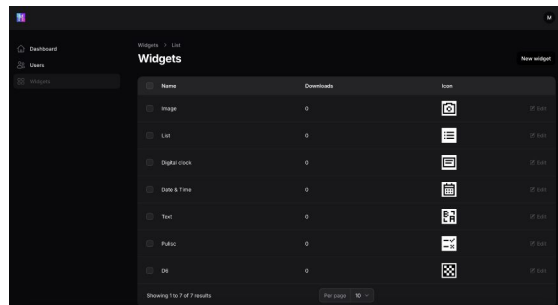 M
Dashboard
Users
Widgets
Widgets > List
Widgets
New widget
Name Downloads Icon
Image 0 Edit
List 0 Edit
Digital clock 0 Edit
Date & Time 0 Edit
Text 0 Edit
0 Edit
D6 0 Edit
Showing 1 to 7 of 7 results
Per page 10